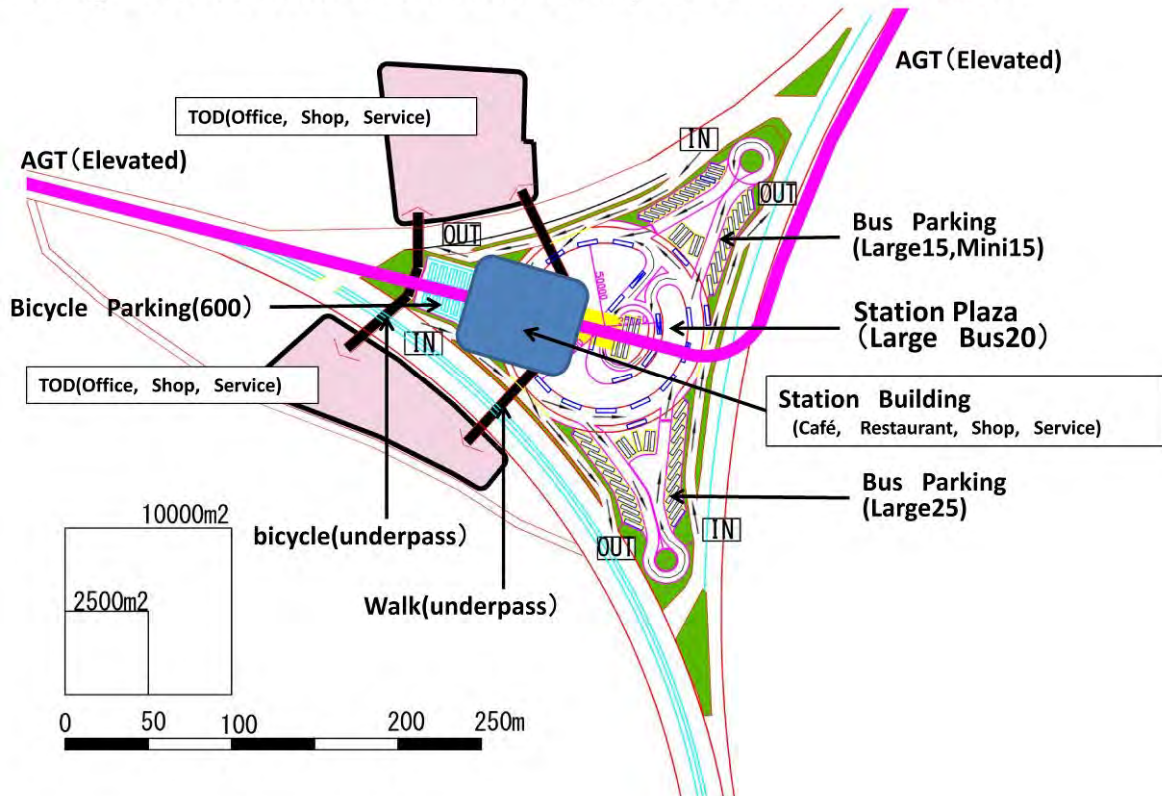 AGT（Elevated)
TOD(Office, Shop, Service)
AGT（Elevated)
IN
OUT
Bus Parking
(Large15,Mini15)
OUT
Bicycle Parking(600）
50000
Station Plaza
（Large Bus20）
IN
TOD(Office, Shop, Service)
Station Building
(Café, Restaurant, Shop, Service)
Bus Parking
(Large25)
10000m2
bicycle(underpass）
IN
OUT
2500m2
Walk(underpass）
0 50 100 200 250m